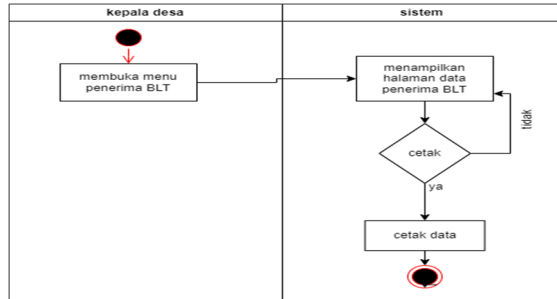 kepala desa
sistem
membuka menu
penerima BLT
menampilkan
halaman data
penerima BLT
tidak
cetak
ya
cetak data